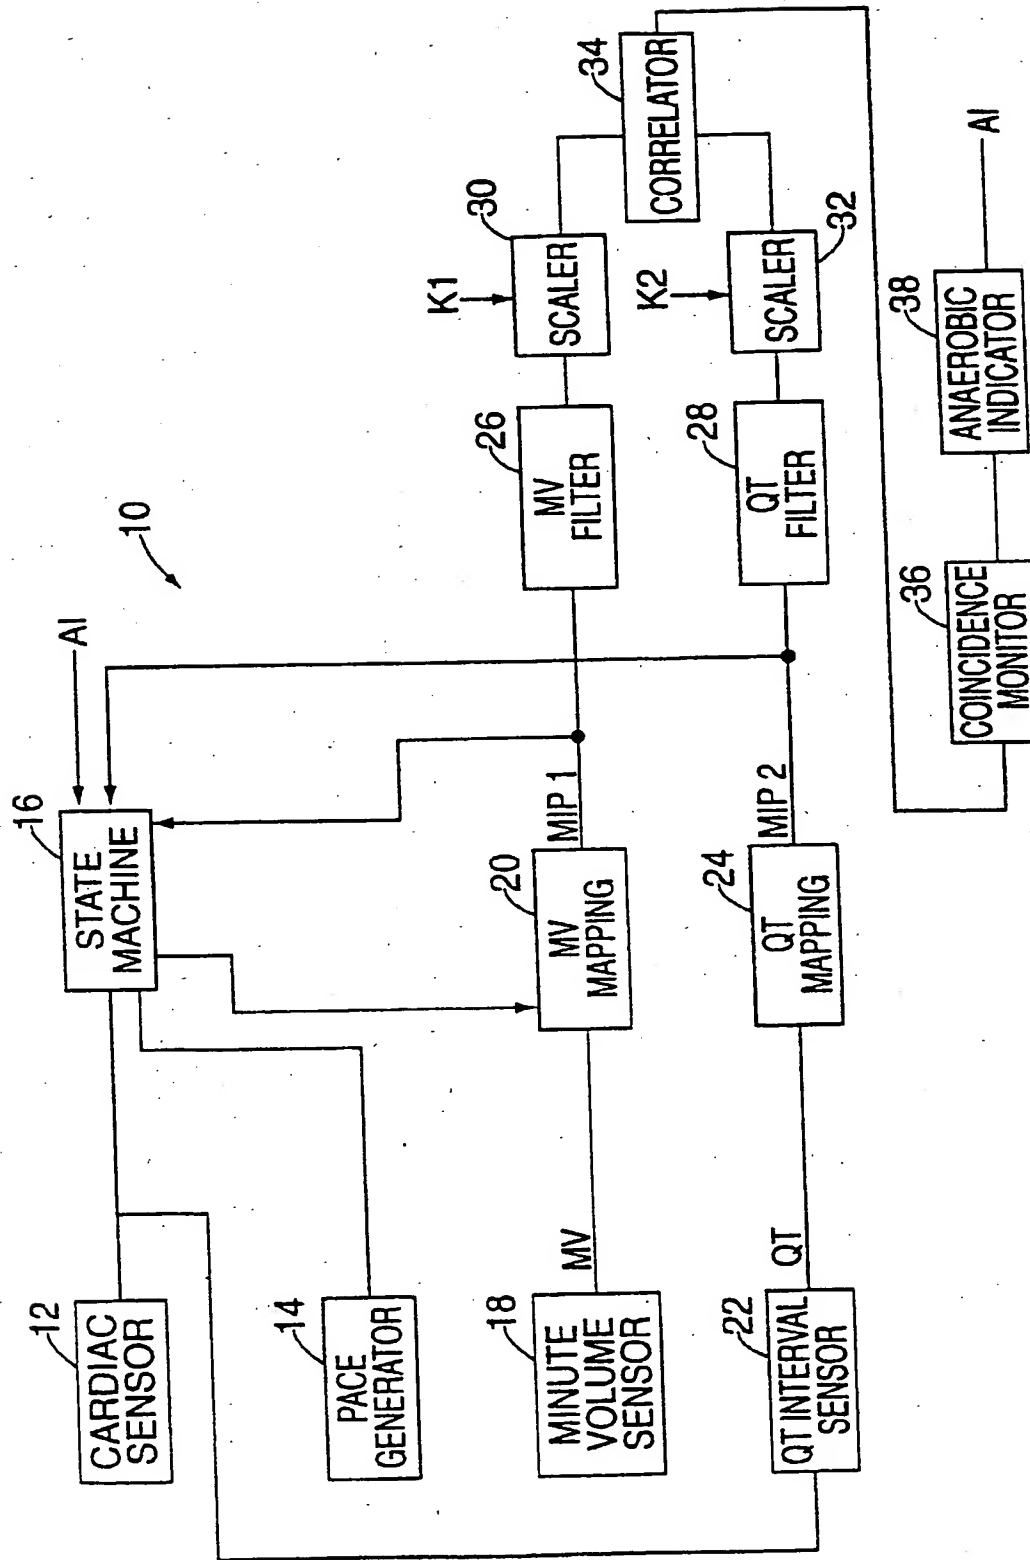 10
12
CARDIAC
SENSOR
16
STATE
MACHINE
AI
14
PACE
GENERATOR
18
MINUTE
VOLUME
SENSOR
MV
20
MV
MAPPING
MIP 1
26
MV
FILTER
K1
30
SCALER
34
CORRELATOR
22
QT INTERVAL
SENSOR
QT
24
QT
MAPPING
MIP 2
28
QT
FILTER
K2
SCALER
32
36
COINCIDENCE
MONITOR
38
ANAEROBIC
INDICATOR
AI